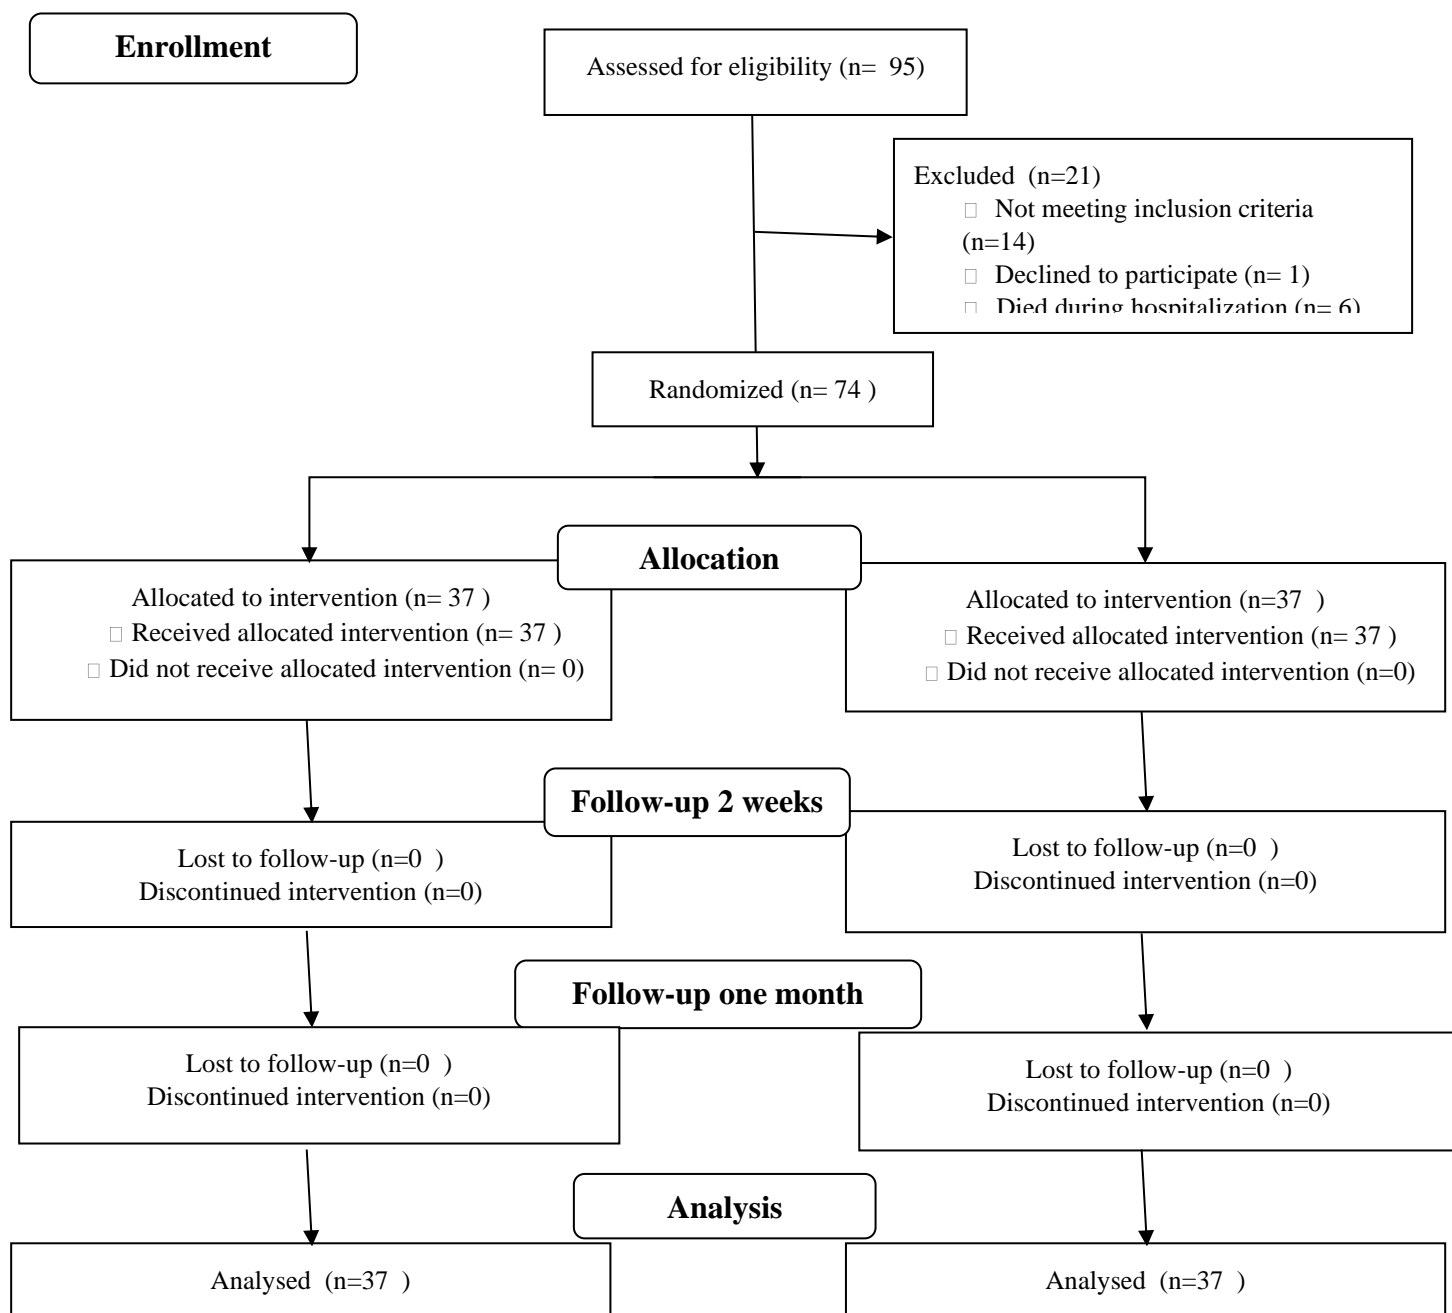 Enrollment
Assessed for eligibility (n=  95)
Excluded  (n=21)
□ Not meeting inclusion criteria
(n=14)
□ Declined to participate (n= 1)
□ Died during hospitalization (n= 6)
Randomized (n= 74 )
Allocation
Allocated to intervention (n= 37 )
□ Received allocated intervention (n= 37 )
□ Did not receive allocated intervention (n= 0)
Allocated to intervention (n=37  )
□ Received allocated intervention (n= 37 )
□ Did not receive allocated intervention (n=0)
Follow-up 2 weeks
Lost to follow-up (n=0  )
Discontinued intervention (n=0)
Lost to follow-up (n=0  )
Discontinued intervention (n=0)
Follow-up one month
Lost to follow-up (n=0  )
Discontinued intervention (n=0)
Lost to follow-up (n=0  )
Discontinued intervention (n=0)
Analysis
Analysed  (n=37  )
Analysed  (n=37  )